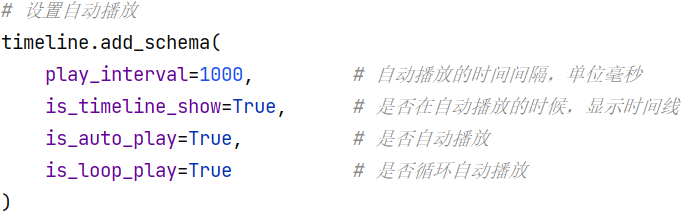 # 设置自动播放
timeline.add_schema(
    play_interval=1000,          # 自动播放的时间间隔，单位毫秒
    is_timeline_show=True,       # 是否在自动播放的时候，显示时间线
    is_auto_play=True,           # 是否自动播放
    is_loop_play=True            # 是否循环自动播放
)